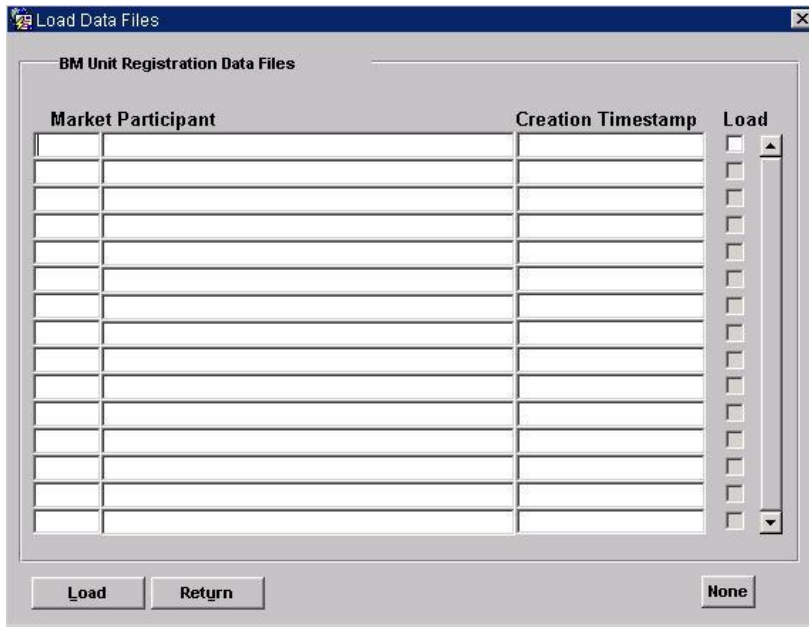 Load Data Files
BM Unit Registration Data Files
Market Participant Creation Timestamp Load
Load Return None